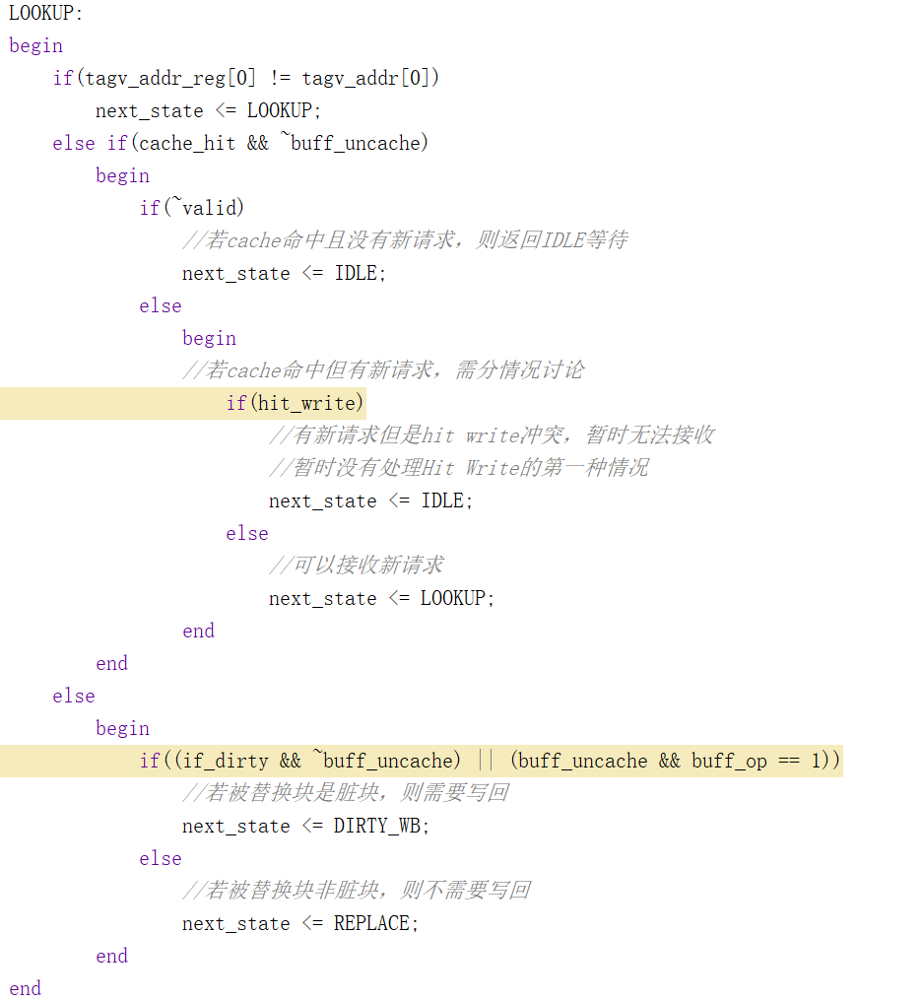 LOOKUP:
begin
    if(tagv_addr_reg[0] != tagv_addr[0])
        next_state <= LOOKUP;
    else if(cache_hit && ~buff_uncache)
        begin
            if(~valid)
                //若cache命中且没有新请求，则返回IDLE等待
                next_state <= IDLE;
            else
                begin
                //若cache命中但有新请求，需分情况讨论
                    if(hit_write)
                        //有新请求但是hit write冲突，暂时无法接收
                        //暂时没有处理Hit Write的第一种情况
                        next_state <= IDLE;
                    else
                        //可以接收新请求
                        next_state <= LOOKUP;
                end
        end
    else
        begin
            if((if_dirty && ~buff_uncache) || (buff_uncache && buff_op == 1))
                //若被替换块是脏块，则需要写回
                next_state <= DIRTY_WB;
            else
                //若被替换块非脏块，则不需要写回
                next_state <= REPLACE;
        end
end